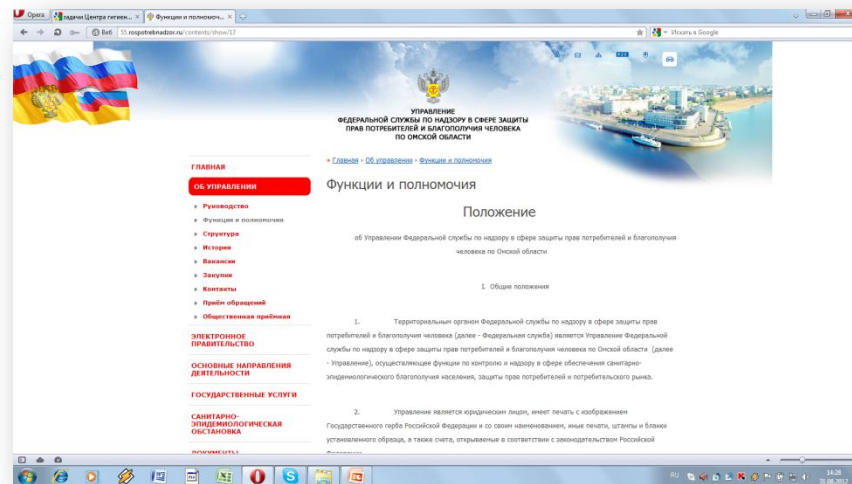 Opera
задачи Центра гигиен...
Функции и полномоч...
Веб
55.rospotrebnadzor.ru/contents/show/17
Искать в Google
УПРАВЛЕНИЕ
ФЕДЕРАЛЬНОЙ СЛУЖБЫ ПО НАДЗОРУ В СФЕРЕ ЗАЩИТЫ
ПРАВ ПОТРЕБИТЕЛЕЙ И БЛАГОПОЛУЧИЯ ЧЕЛОВЕКА
ПО ОМСКОЙ ОБЛАСТИ
Главная - Об управлении - Функции и полномочия
ГЛАВНАЯ
ОБ УПРАВЛЕНИИ
Руководство
Функции и полномочия
Структура
История
Вакансии
Закупки
Контакты
Приём обращений
Общественная приёмная
ЭЛЕКТРОННОЕ
ПРАВИТЕЛЬСТВО
ОСНОВНЫЕ НАПРАВЛЕНИЯ
ДЕЯТЕЛЬНОСТИ
ГОСУДАРСТВЕННЫЕ УСЛУГИ
САНИТАРНО-
ЭПИДЕМИОЛОГИЧЕСКАЯ
ОБСТАНОВКА
ДОКУМЕНТЫ
Функции и полномочия
Положение
об Управлении Федеральной службы по надзору в сфере защиты прав потребителей и благополучия
человека по Омской области
I. Общие положения
1. Территориальным органом Федеральной службы по надзору в сфере защиты прав
потребителей и благополучия человека (далее - Федеральная служба) является Управление Федеральной
службы по надзору в сфере защиты прав потребителей и благополучия человека по Омской области (далее
- Управление), осуществляющее функции по контролю и надзору в сфере обеспечения санитарно-
эпидемиологического благополучия населения, защиты прав потребителей и потребительского рынка.
2. Управление является юридическим лицом, имеет печать с изображением
Государственного герба Российской Федерации и со своим наименованием, иные печати, штампы и бланки
установленного образца, а также счета, открываемые в соответствии с законодательством Российской
Федерации
RU
14:28
31.08.2012